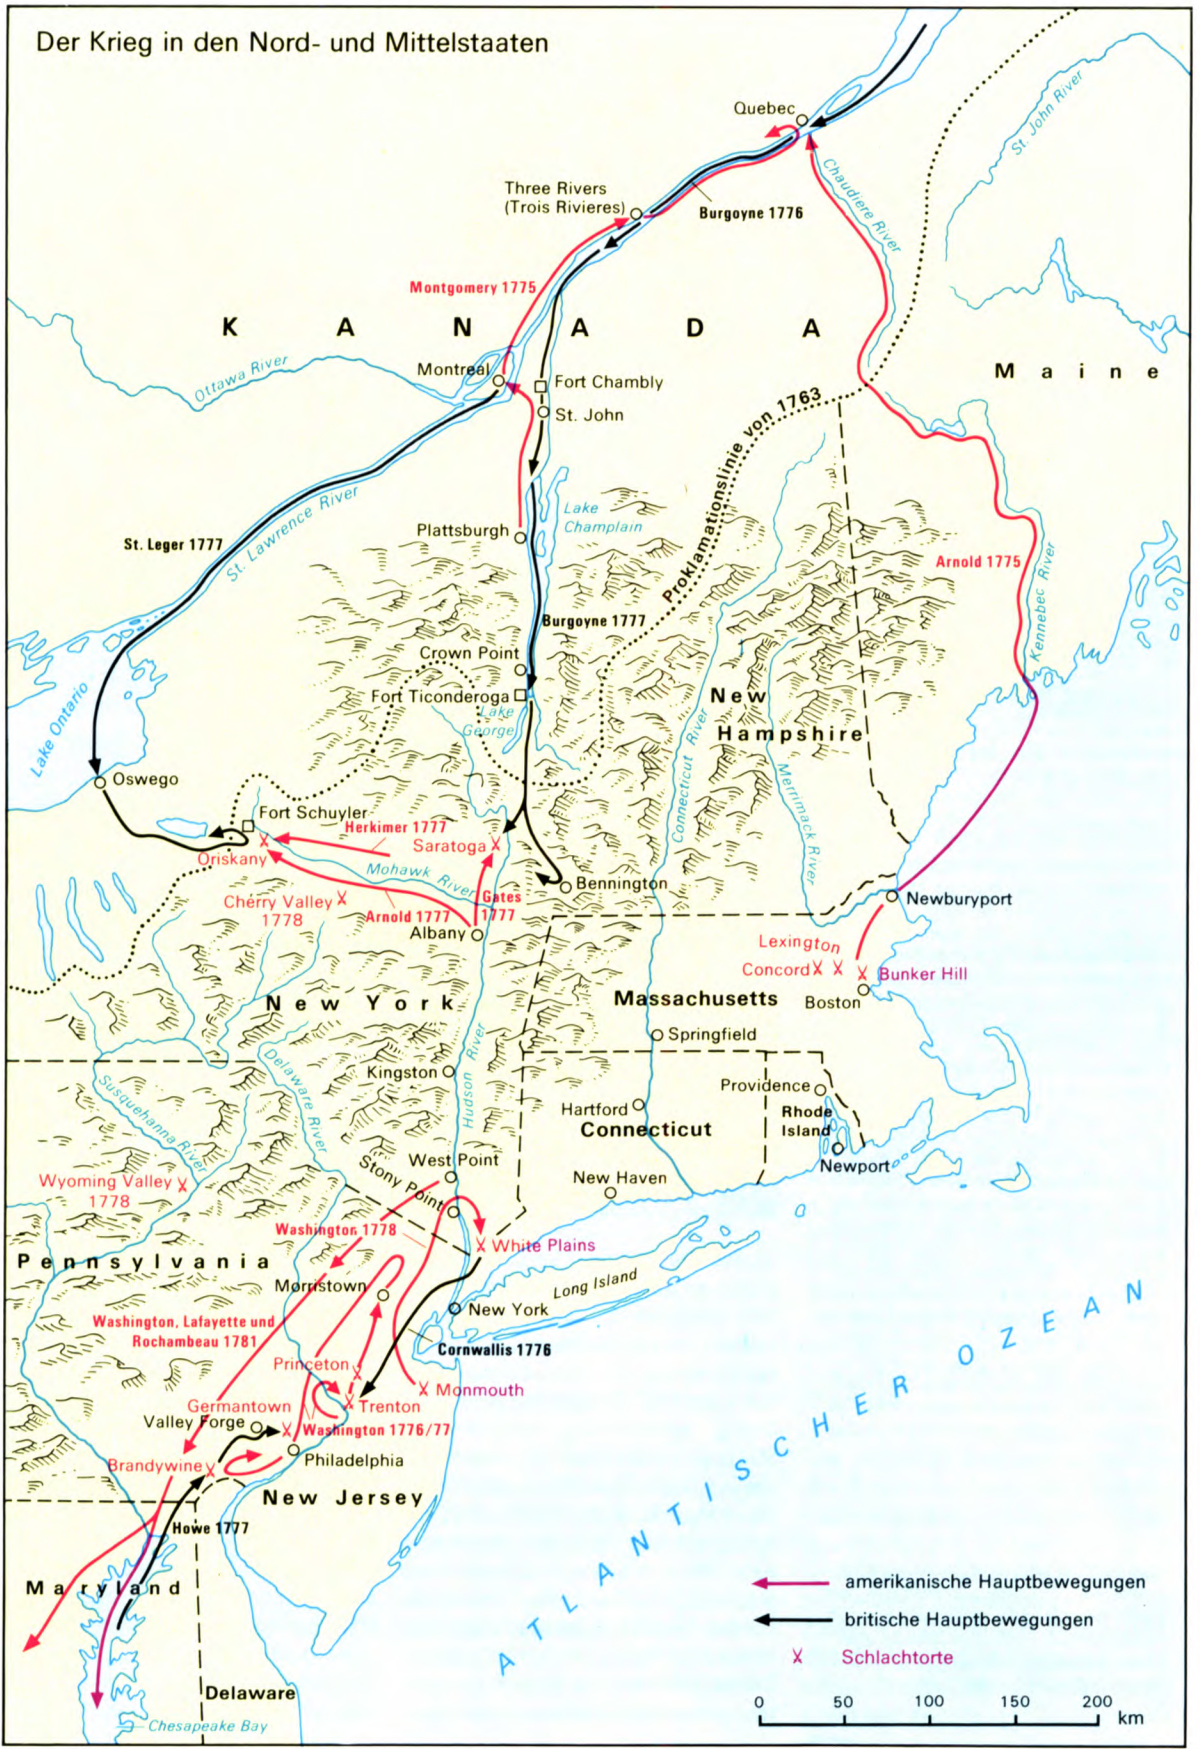 Der Krieg in den Nord- und Mittelstaaten
Quebec
St. John River
Chaudiere River
Three Rivers
(Trois Rivieres)
Burgoyne 1776
Montgomery 1775
K A N A D A
Ottawa River
Montreal
Fort Chambly
St. John
Maine
Proklamationslinie von 1763
St. Lawrence River
St. Leger 1777
Lake
Champlain
Plattsburgh
Arnold 1775
Kennebec River
Burgoyne 1777
Crown Point
Fort Ticonderoga
Lake
George
New
Hampshire
Connecticut River
Merrimack River
Lake Ontario
Oswego
Fort Schuyler
Herkimer 1777
Oriskany
Saratoga
Mohawk River
Cherry Valley
1778
Arnold 1777
Gates
1777
Albany
Bennington
Newburyport
Lexington
Concord
Bunker Hill
Boston
New York
Massachusetts
Springfield
Hudson River
Kingston
Delaware River
Susquehanna River
Providence
Hartford
Rhode
Island
Connecticut
Newport
West Point
Stony Point
New Haven
Wyoming Valley
1778
Washington 1778
White Plains
Pennsylvania
Morristown
Long Island
New York
Washington, Lafayette und
Rochambeau 1781
Cornwallis 1776
Princeton
Monmouth
Germantown
Trenton
Valley Forge
Washington 1776/77
Brandywine
Philadelphia
New Jersey
Howe 1777
Maryland
Delaware
Chesapeake Bay
ATLANTISCHER OZEAN
amerikanische Hauptbewegungen
britische Hauptbewegungen
Schlachtorte
0 50 100 150 200
km